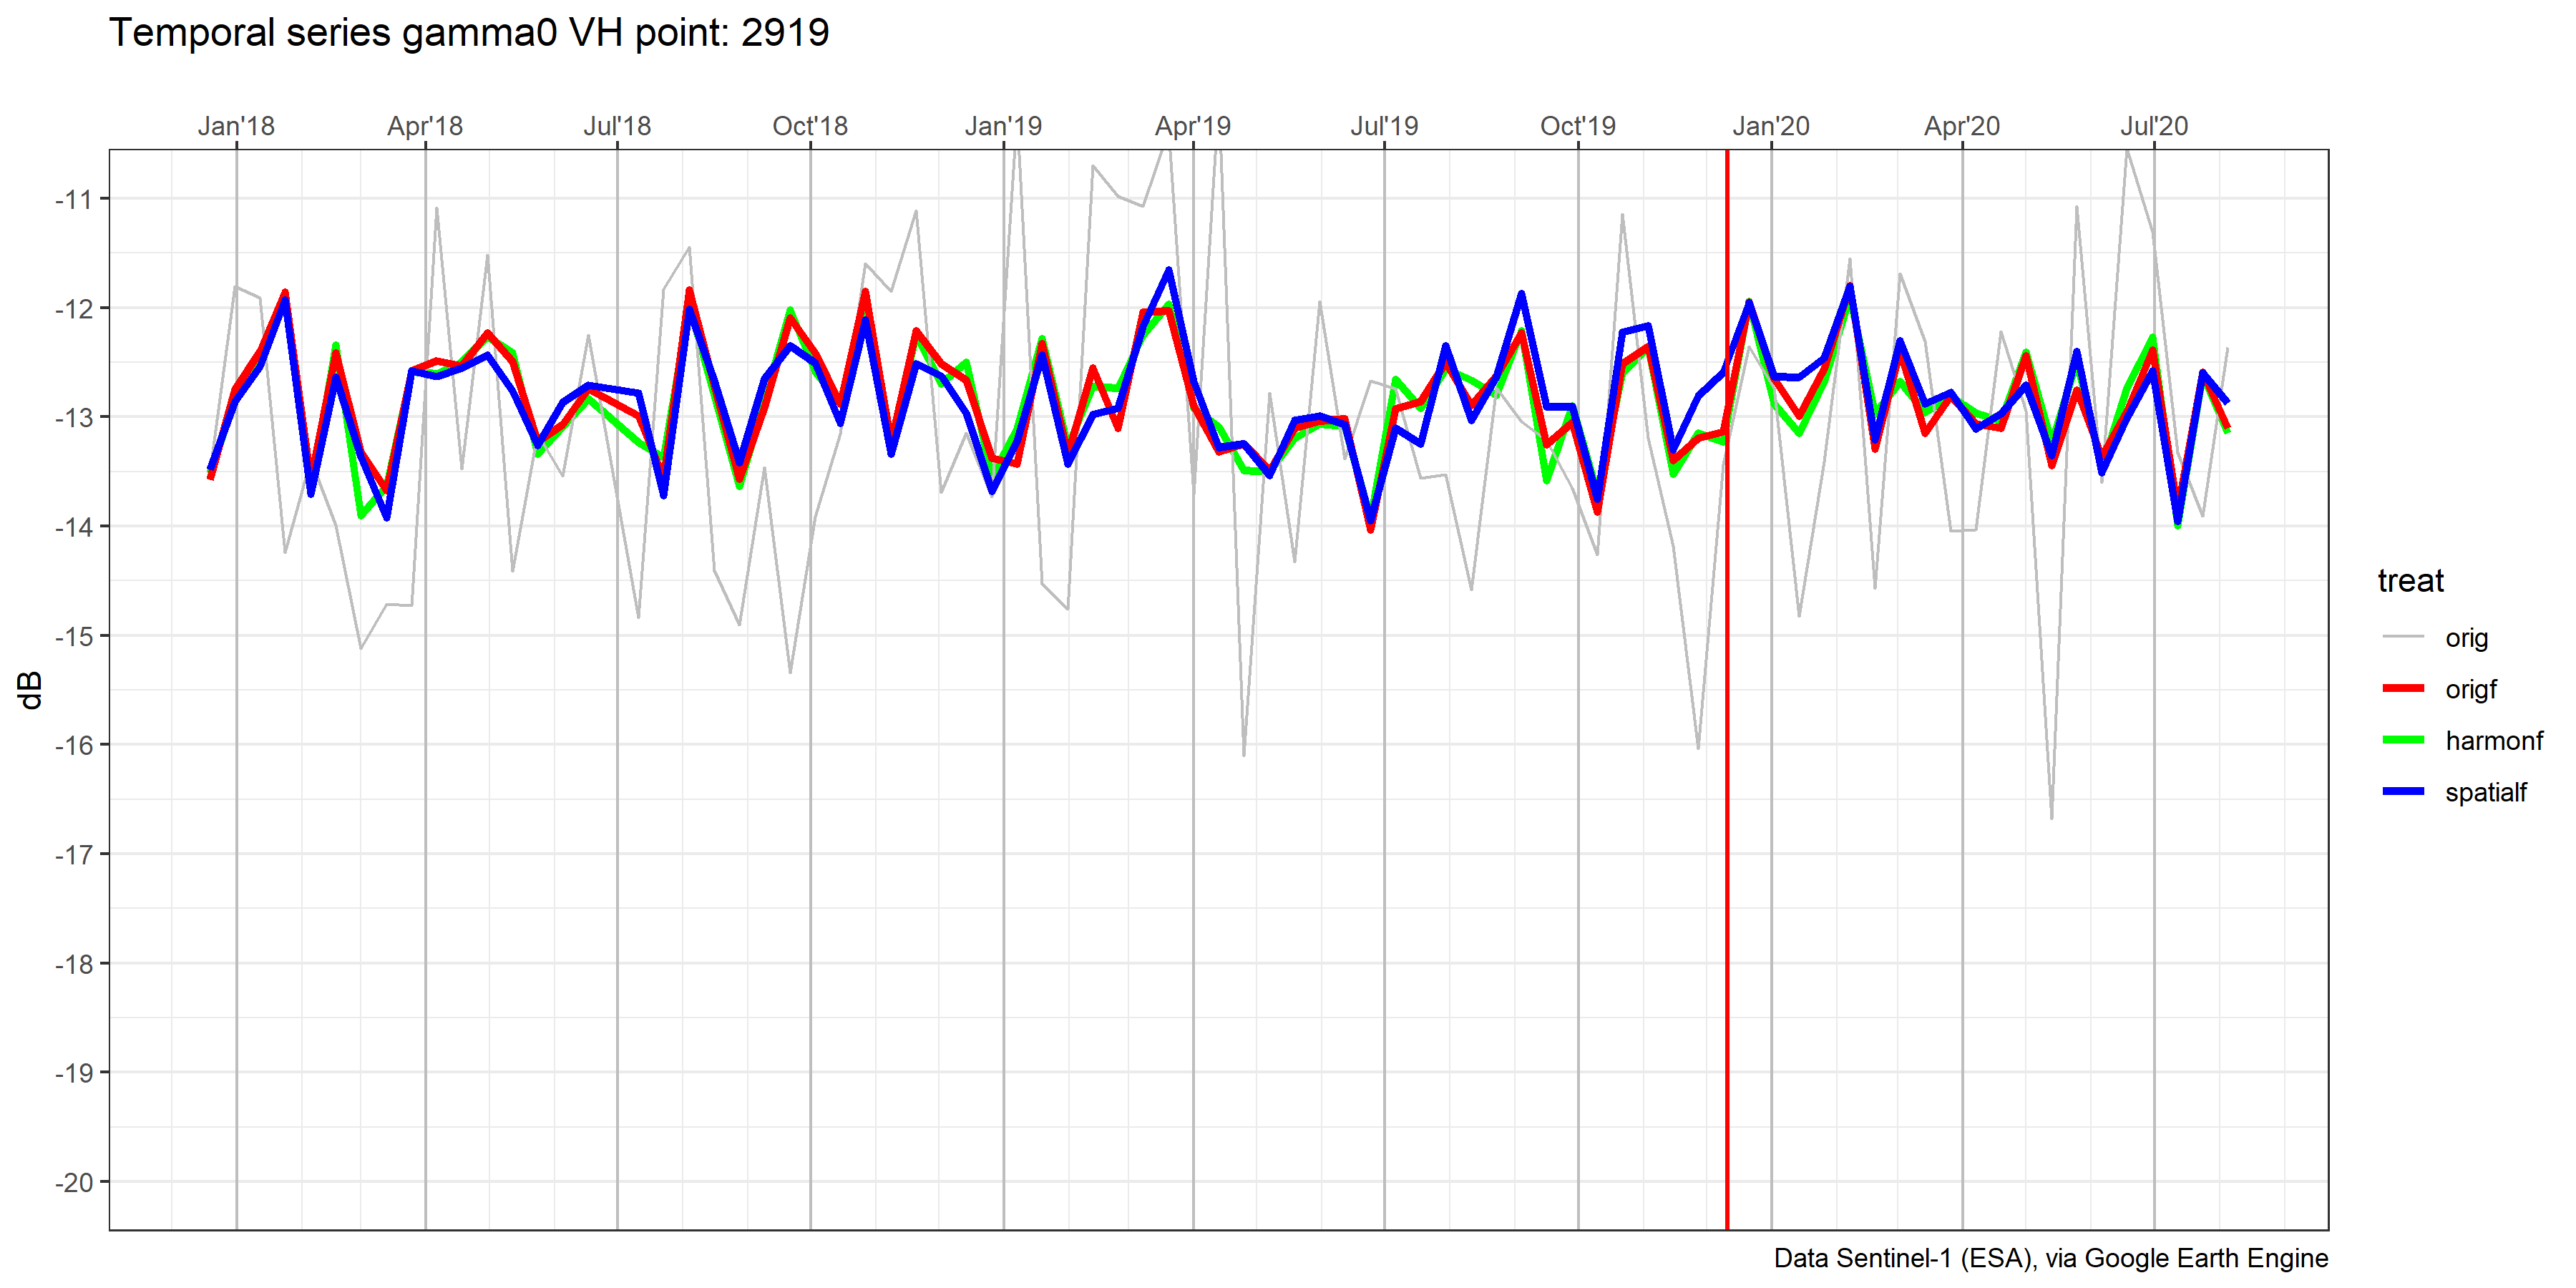 Temporal series gamma0 VH point: 2919
Jan'18 Apr'18 Jul'18 Oct'18 Jan'19 Apr'19 Jul'19 Oct'19 Jan'20 Apr'20 Jul'20
-11
-12
-13
-14
-15
-16
-17
-18
-19
-20
dB
treat
orig
origf
harmonf
spatialf
Data Sentinel-1 (ESA), via Google Earth Engine